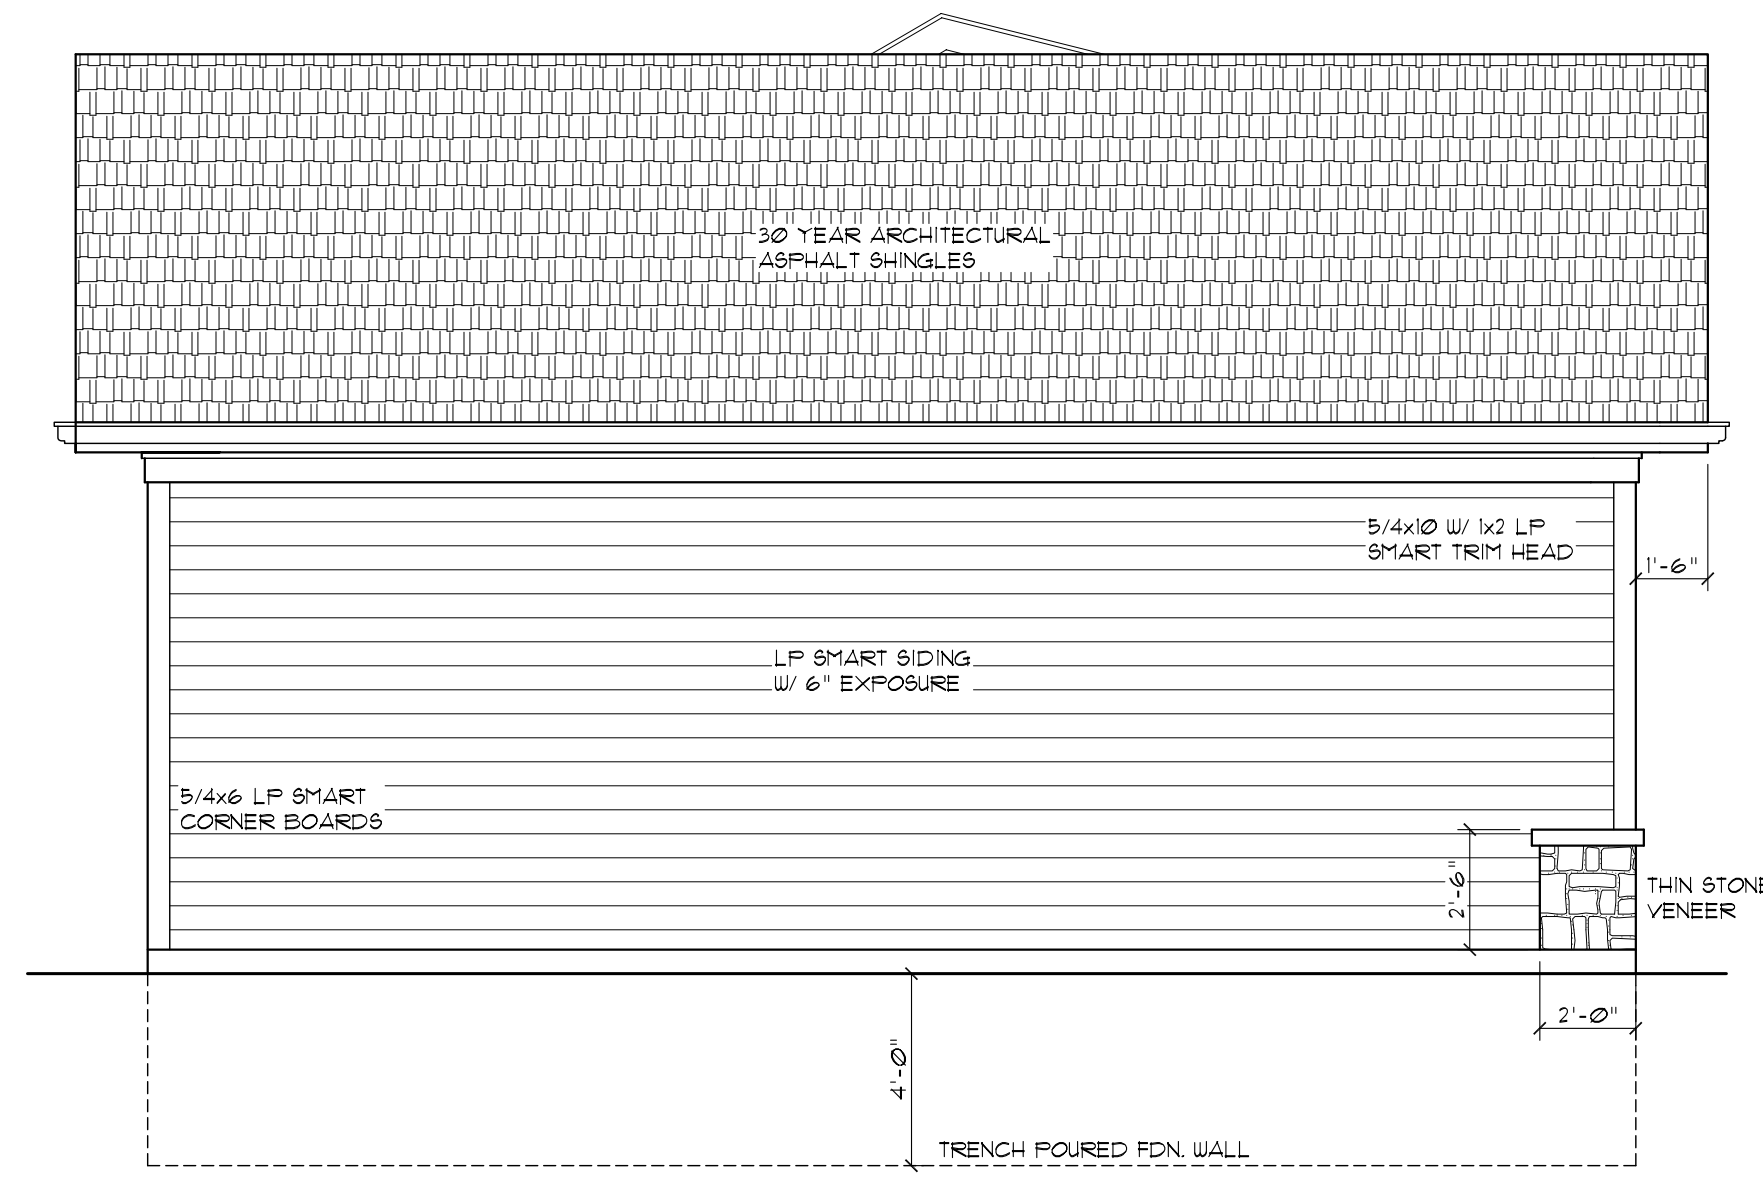 30 YEAR ARCHITECTURAL
ASPHALT SHINGLES
5/4x10 W/ 1x2 LP
SMART TRIM HEAD
1'-6"
LP SMART SIDING
W/ 6" EXPOSURE
5/4x6 LP SMART
CORNER BOARDS
2'-6"
THIN STONE
VENEER
2'-0"
4'-0"
TRENCH POURED FDN. WALL